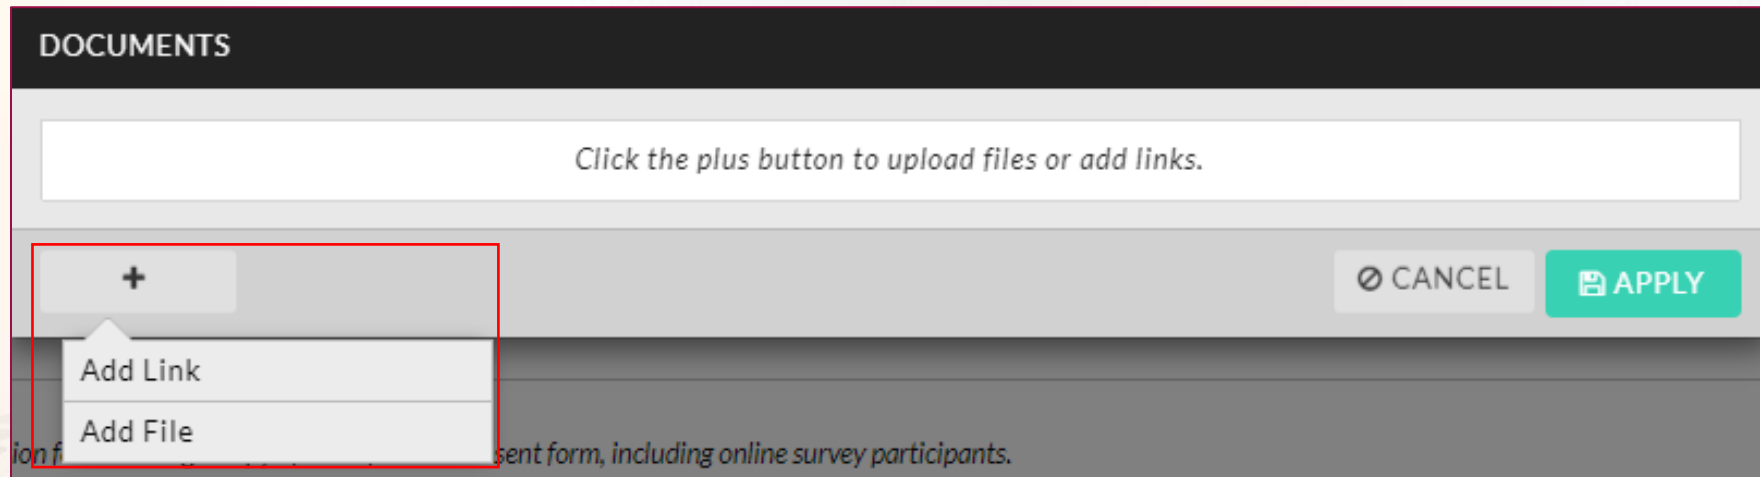 DOCUMENTS
Click the plus button to upload files or add links.
+
CANCEL
APPLY
Add Link
Add File
ion
sent form, including online survey participants.